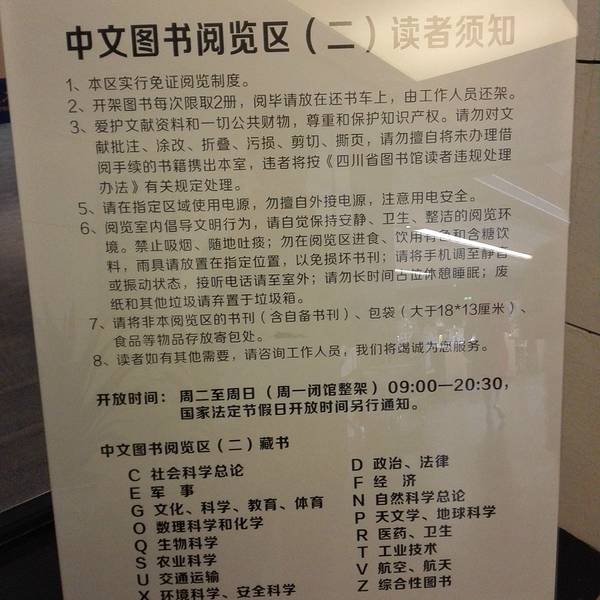 中文图书阅览区（二）读者须知
1、本区实行免证阅览制度。
2、开架图书每次限取2册，阅毕请放在还书车上，由工作人员还架。
3、爱护文献资料和一切公共财物，尊重和保护知识产权。请勿对文
献批注、涂改、折叠、污损、剪切、撕页，请勿擅自将未办理借
阅手续的书籍携出本室，违者将按《四川省图书馆读者违规处理
办法》有关规定处理。
5、请在指定区域使用电源，勿擅自外接电源，注意用电安全。
6、阅览室内倡导文明行为，请自觉保持安静、卫生、整洁的阅览环
境。禁止吸烟、随地吐痰；勿在阅览区进食、饮用有色和含糖饮
料，雨具请放置在指定位置，以免损坏书刊；请将手机调至静音
或振动状态，接听电话请至室外；请勿长时间占位休憩睡眠；废
纸和其他垃圾请弃置于垃圾箱。
7、请将非本阅览区的书刊（含自备书刊）、包袋（大于18*13厘米）、
食品等物品存放寄包处。
8、读者如有其他需要，请咨询工作人员，我们将竭诚为您服务。
开放时间： 周二至周日（周一闭馆整架）09:00—20:30，
国家法定节假日开放时间另行通知。
中文图书阅览区（二）藏书
C 社会科学总论
D 政治、法律
E 军 事
F 经 济
G 文化、科学、教育、体育
N 自然科学总论
O 数理科学和化学
P 天文学、地球科学
Q 生物科学
R 医药、卫生
S 农业科学
T 工业技术
U 交通运输
V 航空、航天
X 环境科学、安全科学
Z 综合性图书